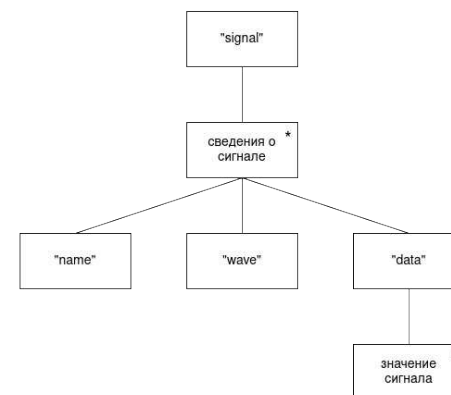 "signal"
сведения о *
сигнале
"name" "wave" "data"
значение
сигнала